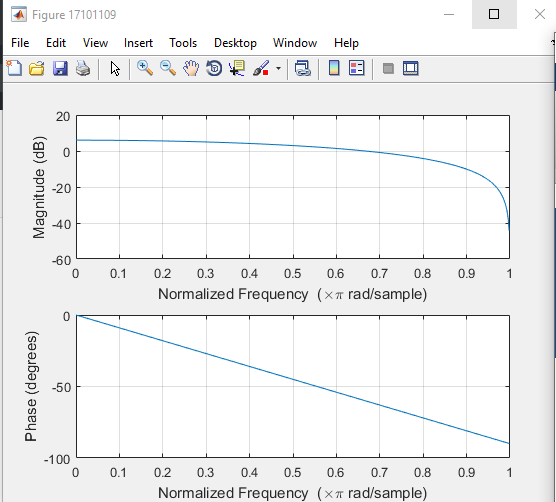 Figure 17101109
File Edit View Insert Tools Desktop Window Help
20
0
-20
-40
-60
Magnitude (dB)
0 0.1 0.2 0.3 0.4 0.5 0.6 0.7 0.8 0.9 1
Normalized Frequency (×π rad/sample)
0
-50
-100
Phase (degrees)
0 0.1 0.2 0.3 0.4 0.5 0.6 0.7 0.8 0.9 1
Normalized Frequency (×π rad/sample)